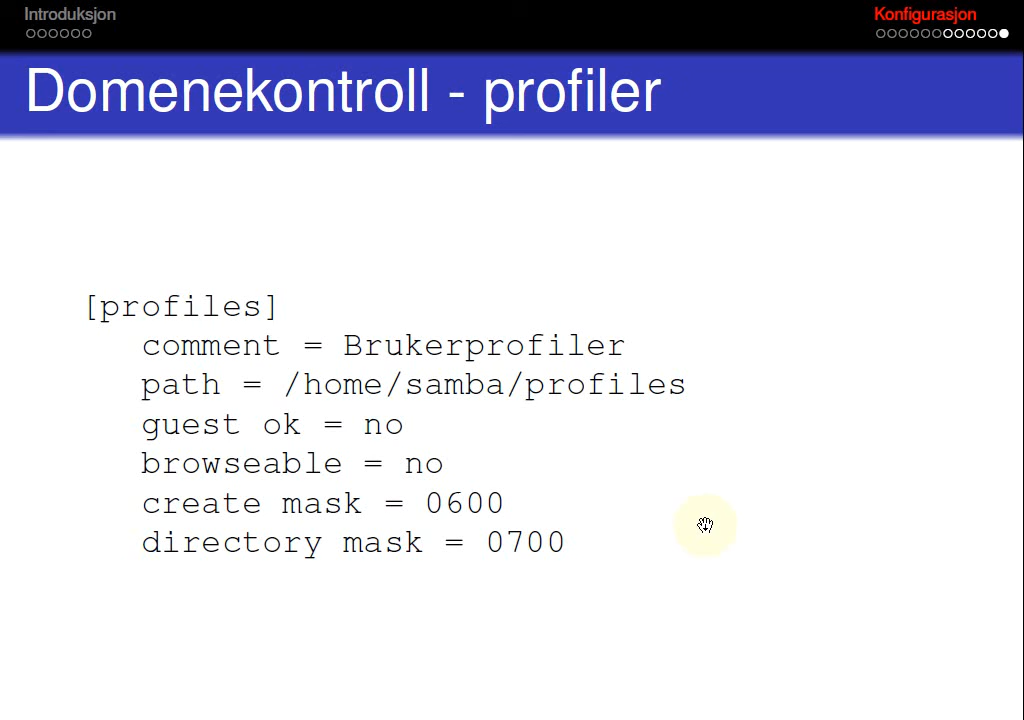 Introduksjon
Konfigurasjon
Domenekontroll - profiler
[profiles]
comment = Brukerprofiler
path = /home/samba/profiles
guest ok = no
browseable = no
create mask = 0600
directory mask = 0700